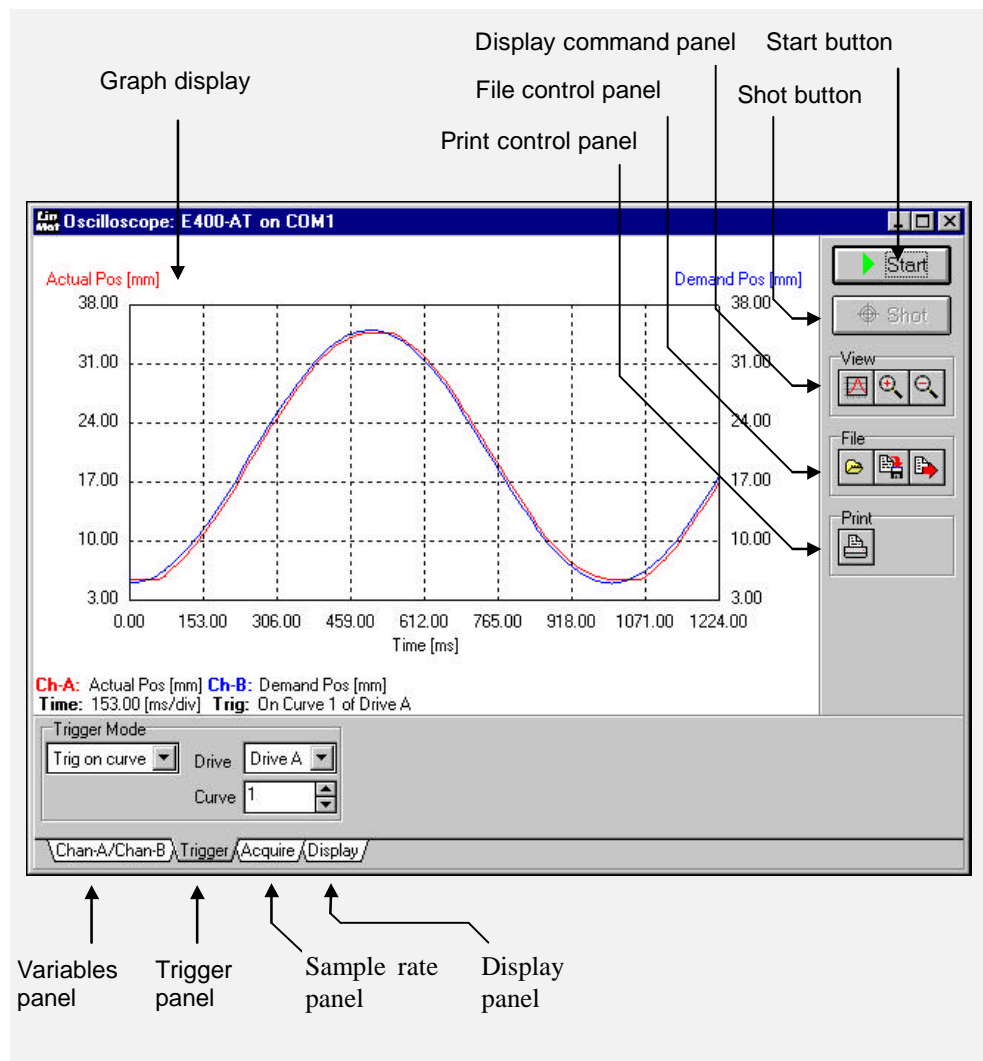 Display command panel Start button
Graph display File control panel Shot button
Print control panel
Lin Mot Oscilloscope: E400-AT on COM1
Start
Actual Pos [mm] Demand Pos [mm]
38.00 38.00
Shot
31.00 31.00
View
24.00 24.00
File
17.00 17.00
Print
10.00 10.00
3.00 3.00
0.00 153.00 306.00 459.00 612.00 765.00 918.00 1071.00 1224.00
Time [ms]
Ch-A: Actual Pos [mm] Ch-B: Demand Pos [mm]
Time: 153.00 [ms/div] Trig: On Curve 1 of Drive A
Trigger Mode
Trig on curve Drive Drive A
Curve 1
Chan-A/Chan-B Trigger Acquire Display
Variables Trigger Sample rate Display
panel panel panel panel